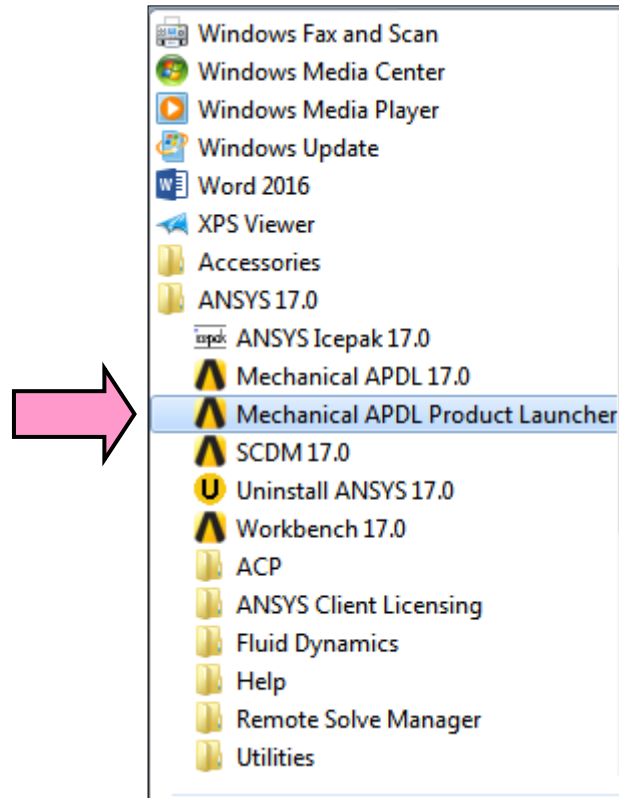 Windows Fax and Scan
Windows Media Center
Windows Media Player
Windows Update
W
Word 2016
XPS Viewer
Accessories
ANSYS 17.0
icepak ANSYS Icepak 17.0
Mechanical APDL 17.0
Mechanical APDL Product Launcher
SCDM 17.0
U Uninstall ANSYS 17.0
Workbench 17.0
ACP
ANSYS Client Licensing
Fluid Dynamics
Help
Remote Solve Manager
Utilities